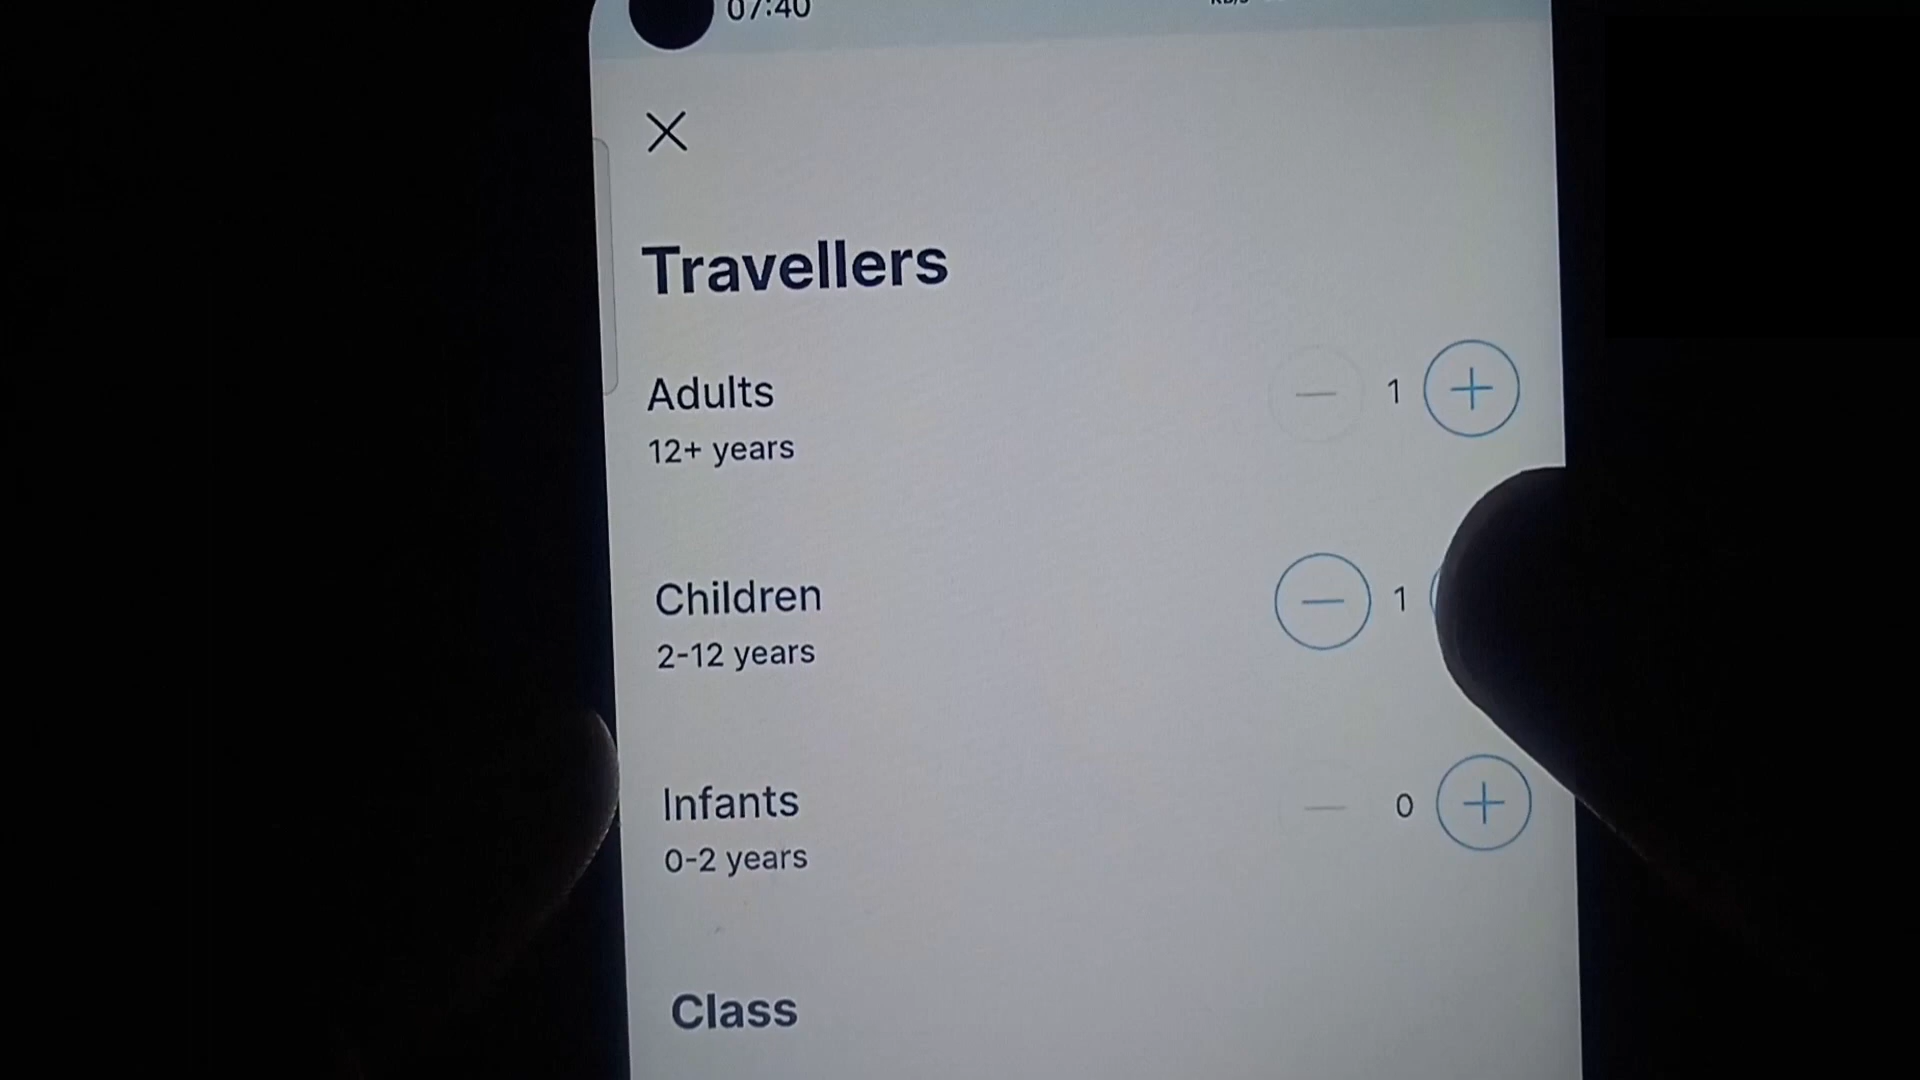 07:40
Travellers
Adults
1
12+ years
Children
1
2-12 years
Infants
0
0-2 years
Class